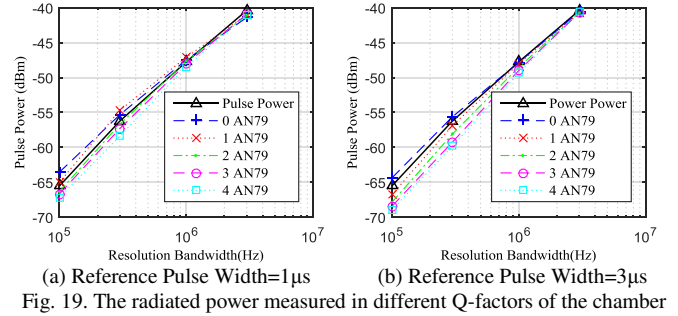 -40
-45
-50
-55
-60
-65
-70
Pulse Power (dBm)
Pulse Power
0 AN79
1 AN79
2 AN79
3 AN79
4 AN79
10^5
10^6
10^7
Resolution Bandwidth(Hz)
(a) Reference Pulse Width=1μs
-40
-45
-50
-55
-60
-65
-70
Pulse Power (dBm)
Power Power
0 AN79
1 AN79
2 AN79
3 AN79
4 AN79
10^5
10^6
10^7
Resolution Bandwidth(Hz)
(b) Reference Pulse Width=3μs
Fig. 19. The radiated power measured in different Q-factors of the chamber